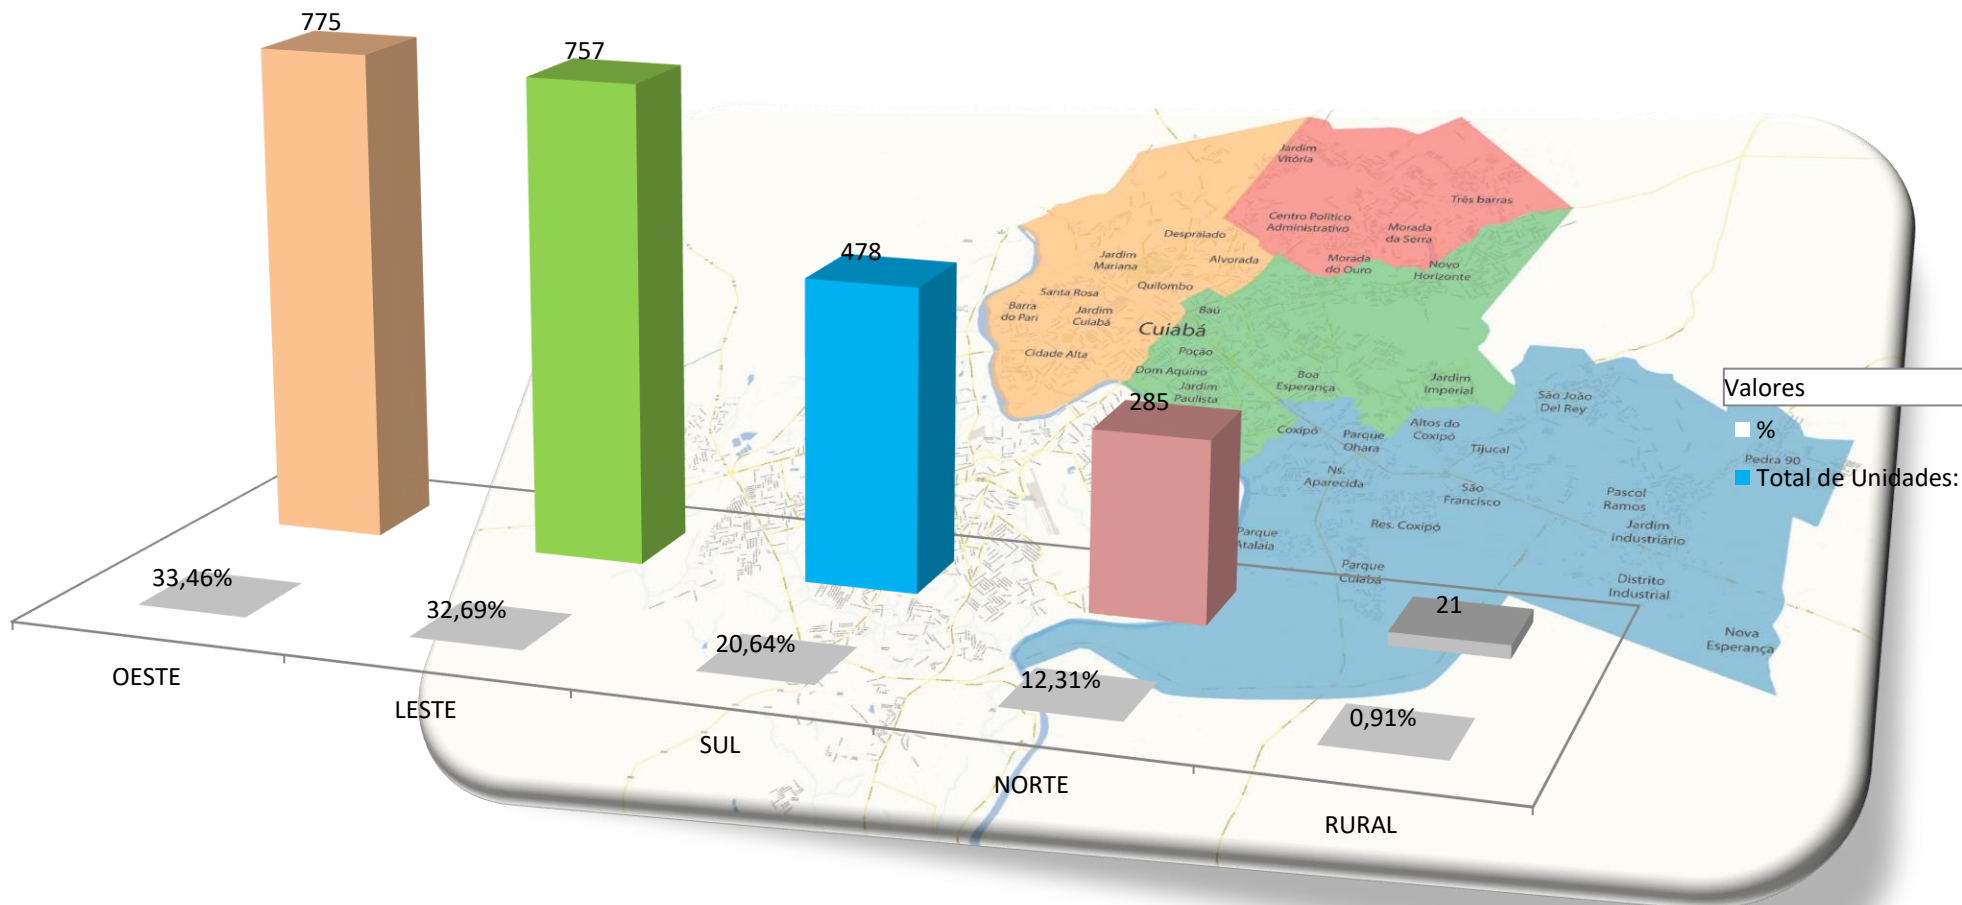 775
757
478
285
21
33,46%
32,69%
20,64%
12,31%
0,91%
OESTE
LESTE
SUL
NORTE
RURAL
Valores
%
Total de Unidades:
Jardim
Vitória
Três barras
Centro Político
Administrativo
Morada
da Serra
Despraiado
Jardim
Mariana
Alvorada
Morada
do Ouro
Novo
Horizonte
Quilombo
Santa Rosa
Barra
do Pari
Jardim
Cuiabá
Baú
Cuiabá
Cidade Alta
Poção
Dom Aquino
Jardim
Paulista
Boa
Esperança
Jardim
Imperial
São João
Del Rey
Coxipó
Parque
Ohara
Altos do
Coxipó
Tijucal
Pedra 90
Ns.
Aparecida
São
Francisco
Pascol
Ramos
Res. Coxipó
Jardim
Industriário
Parque
Atalaia
Parque
Cuiabá
Distrito
Industrial
Nova
Esperança